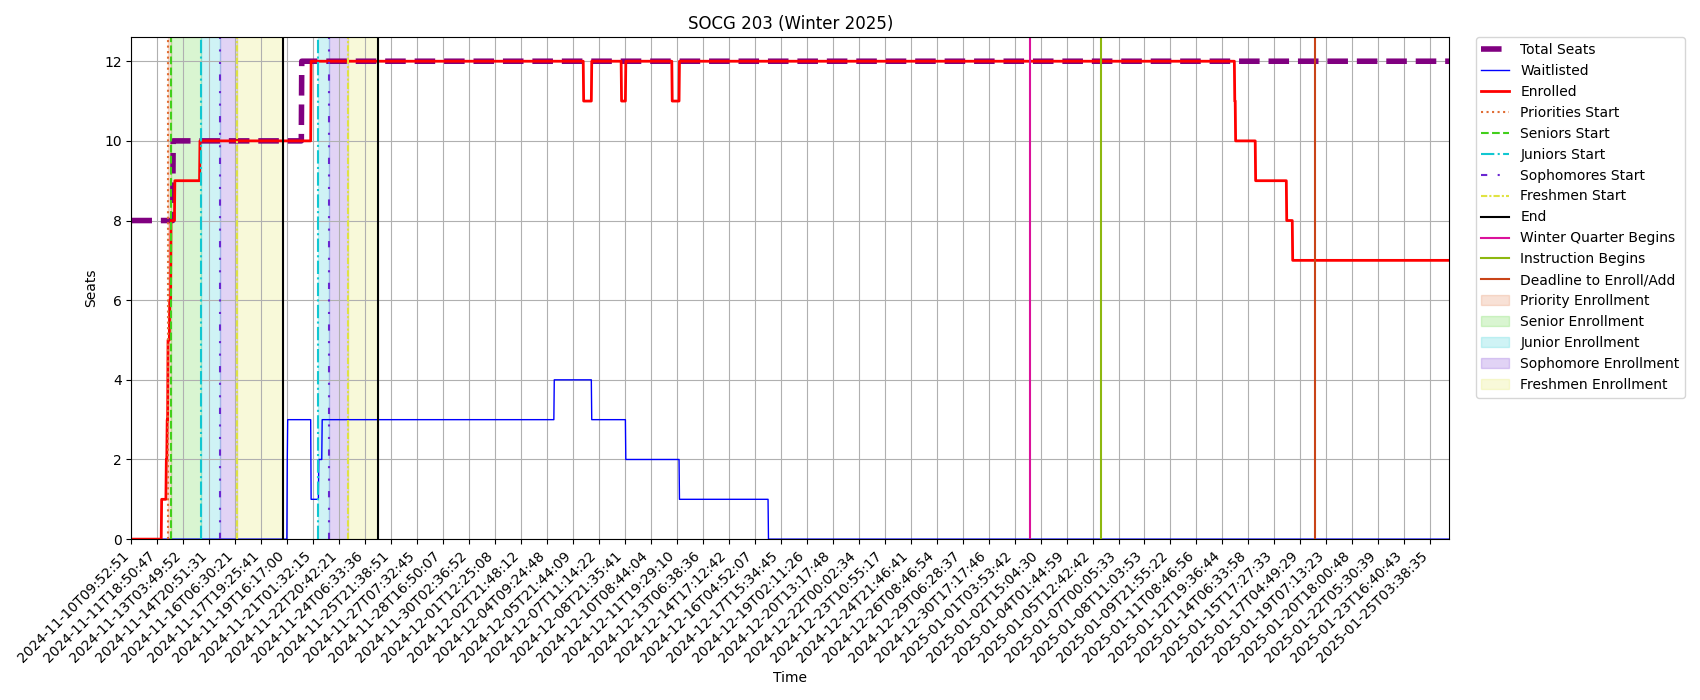 SOCG 203 (Winter 2025)
Seats
12
10
8
6
4
2
0
2024-11-10T09:52:51
2024-11-11T18:50:47
2024-11-13T03:49:52
2024-11-14T20:51:31
2024-11-16T06:30:21
2024-11-17T19:25:41
2024-11-19T16:17:00
2024-11-21T01:32:15
2024-11-22T20:42:21
2024-11-24T06:33:36
2024-11-25T21:38:51
2024-11-27T07:32:45
2024-11-28T16:50:07
2024-11-30T02:36:52
2024-12-01T12:25:08
2024-12-02T21:48:12
2024-12-04T09:24:48
2024-12-05T21:44:09
2024-12-07T11:14:22
2024-12-08T21:35:41
2024-12-10T08:44:04
2024-12-11T19:29:10
2024-12-13T06:38:36
2024-12-14T17:12:42
2024-12-16T04:52:07
2024-12-17T15:34:45
2024-12-19T02:11:26
2024-12-20T13:17:48
2024-12-22T00:02:34
2024-12-23T10:55:17
2024-12-24T21:46:41
2024-12-26T08:46:54
2024-12-29T06:28:37
2024-12-30T17:17:46
2025-01-01T03:53:42
2025-01-02T15:04:30
2025-01-04T01:44:59
2025-01-05T12:42:42
2025-01-07T00:05:33
2025-01-08T11:03:53
2025-01-09T21:53:22
2025-01-11T08:46:56
2025-01-12T19:36:44
2025-01-14T06:33:58
2025-01-15T17:27:33
2025-01-17T04:49:29
2025-01-19T07:13:23
2025-01-20T18:00:48
2025-01-22T05:30:39
2025-01-23T16:40:43
2025-01-25T03:38:35
Time
Total Seats
Waitlisted
Enrolled
Priorities Start
Seniors Start
Juniors Start
Sophomores Start
Freshmen Start
End
Winter Quarter Begins
Instruction Begins
Deadline to Enroll/Add
Priority Enrollment
Senior Enrollment
Junior Enrollment
Sophomore Enrollment
Freshmen Enrollment